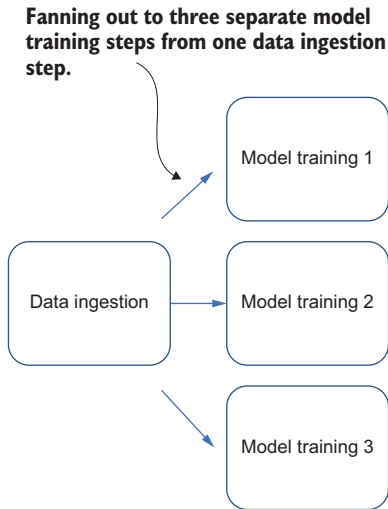 Fanning out to three separate model
training steps from one data ingestion
step.
Model training 1
Data ingestion
Model training 2
Model training 3